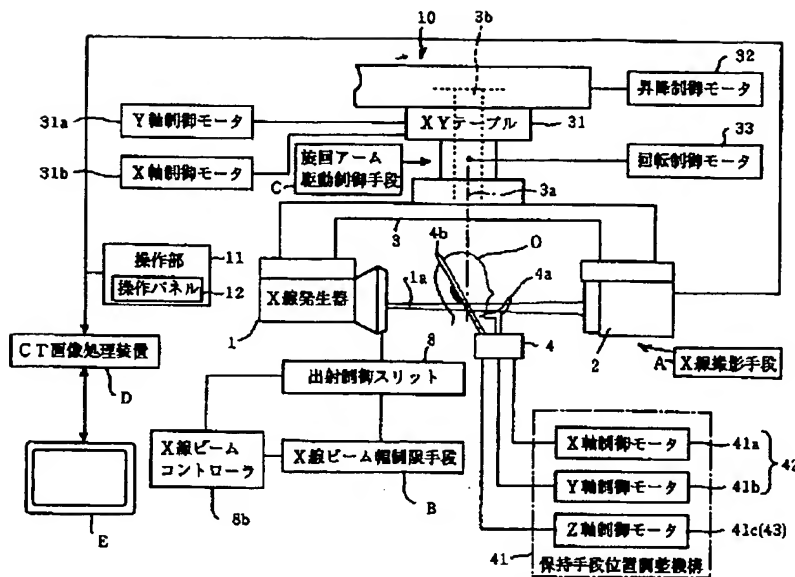 10
3b
32
昇降制御モータ
31a
Y軸制御モータ
XYテーブル
31
33
31b
X軸制御モータ
旋回アーム
駆動制御手段
C
回転制御モータ
3a
3
4b
O
操作部
11
操作パネル
12
X線発生器
1a
4a
1
4
2
A
X線撮影手段
CT画像処理装置
D
8
出射制御スリット
X線ビーム
コントローラ
8b
X線ビーム幅制限手段
B
E
X軸制御モータ
41a
42
Y軸制御モータ
41b
Z軸制御モータ
41c(43)
41
保持手段位置調整機構